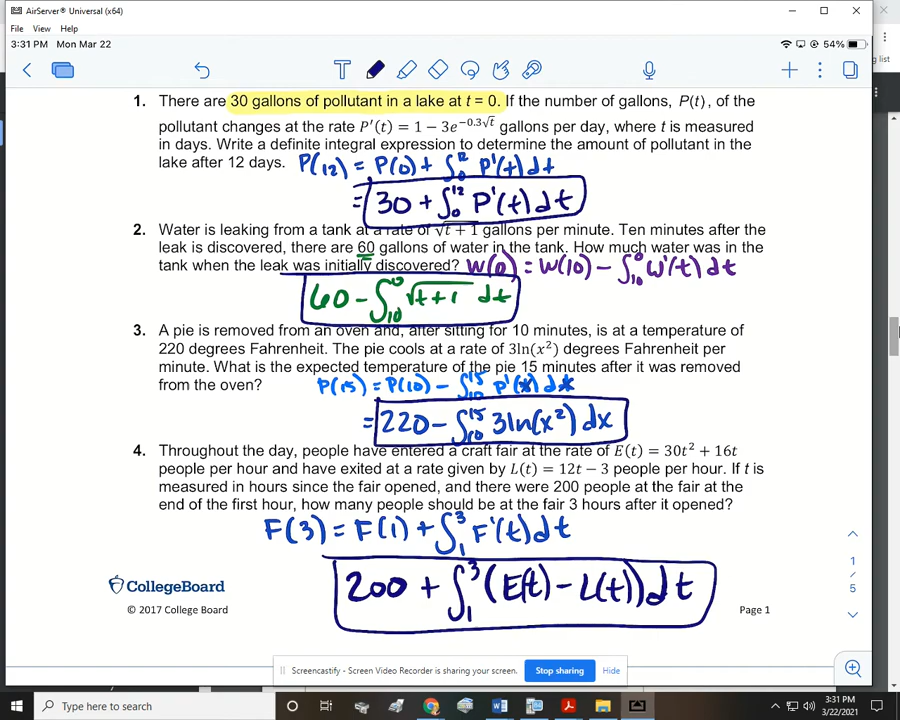 AirServer Universal (x64)
File View Help
3:31 PM Mon Mar 22
54%
1. There are 30 gallons of pollutant in a lake at t = 0. If the number of gallons, P(t), of the
pollutant changes at the rate P′(t) = 1 − 3e^{−0.3√t} gallons per day, where t is measured
in days. Write a definite integral expression to determine the amount of pollutant in the
lake after 12 days. P(12) = P(0) + ∫₀¹² P'(t)dt
= 30 + ∫₀¹² P'(t)dt
2. Water is leaking from a tank at a rate of √(t + 1) gallons per minute. Ten minutes after the
leak is discovered, there are 60 gallons of water in the tank. How much water was in the
tank when the leak was initially discovered? W(0) = W(10) − ∫₁₀⁰ W'(t)dt
60 − ∫₁₀⁰ √(t+1) dt
3. A pie is removed from an oven and, after sitting for 10 minutes, is at a temperature of
220 degrees Fahrenheit. The pie cools at a rate of 3ln(x²) degrees Fahrenheit per
minute. What is the expected temperature of the pie 15 minutes after it was removed
from the oven? P(15) = P(10) − ∫₁₀¹⁵ P'(x)dx
= 220 − ∫₁₀¹⁵ 3ln(x²) dx
4. Throughout the day, people have entered a craft fair at the rate of E(t) = 30t² + 16t
people per hour and have exited at a rate given by L(t) = 12t − 3 people per hour. If t is
measured in hours since the fair opened, and there were 200 people at the fair at the
end of the first hour, how many people should be at the fair 3 hours after it opened?
F(3) = F(1) + ∫₁³ F'(t)dt
200 + ∫₁³ (E(t) − L(t))dt
CollegeBoard
© 2017 College Board
Page 1
1
/
5
Screencastify - Screen Video Recorder is sharing your screen.
Stop sharing
Hide
Type here to search
3:31 PM
3/22/2021